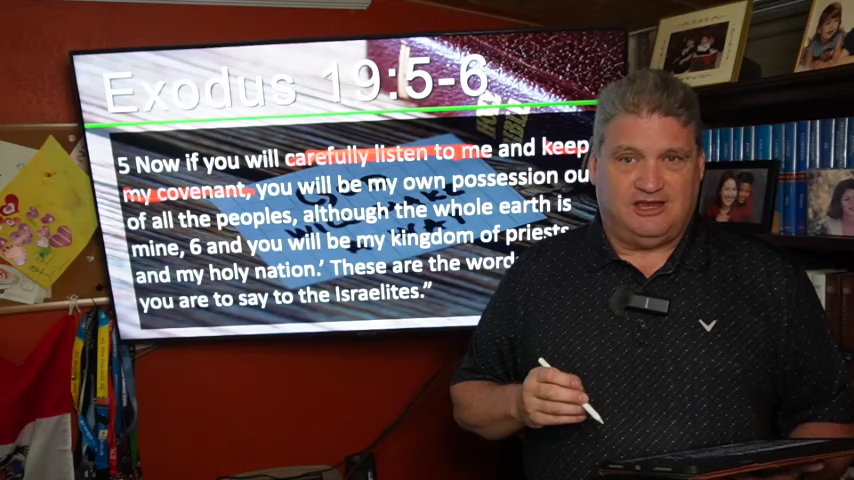 Exodus 19:5-6
5 Now if you will carefully listen to me and keep
my covenant, you will be my own possession ou
of all the peoples, although the whole earth is
mine, 6 and you will be my kingdom of priests
and my holy nation.’ These are the word
you are to say to the Israelites.”